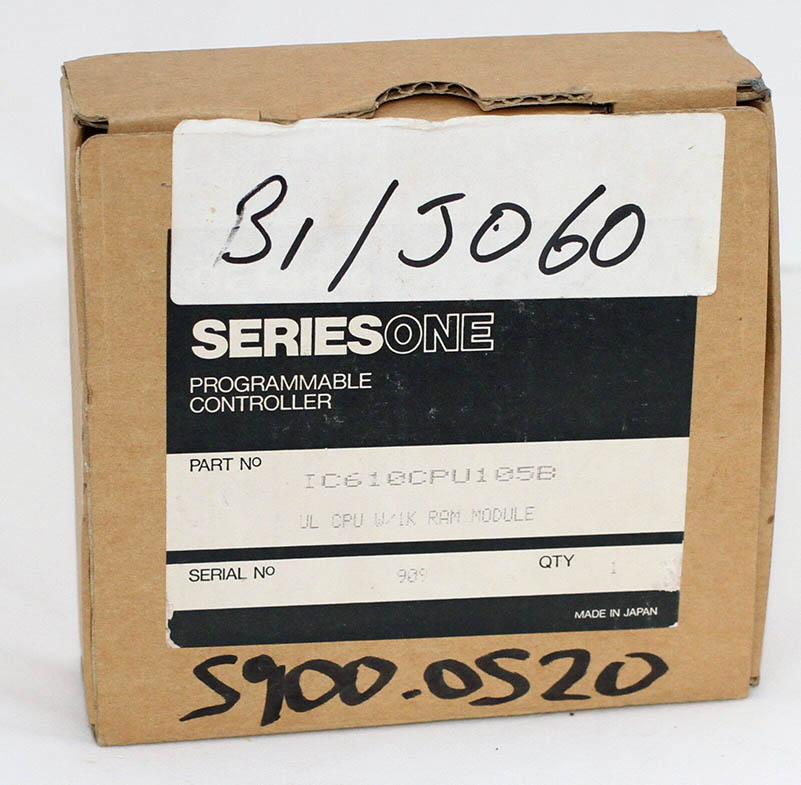 B1/J060
SERIESONE
PROGRAMMABLE
CONTROLLER
PART NO
IC610CPU105B
UL CPU W/1K RAM MODULE
SERIAL NO 909 QTY 1
MADE IN JAPAN
5900.0520